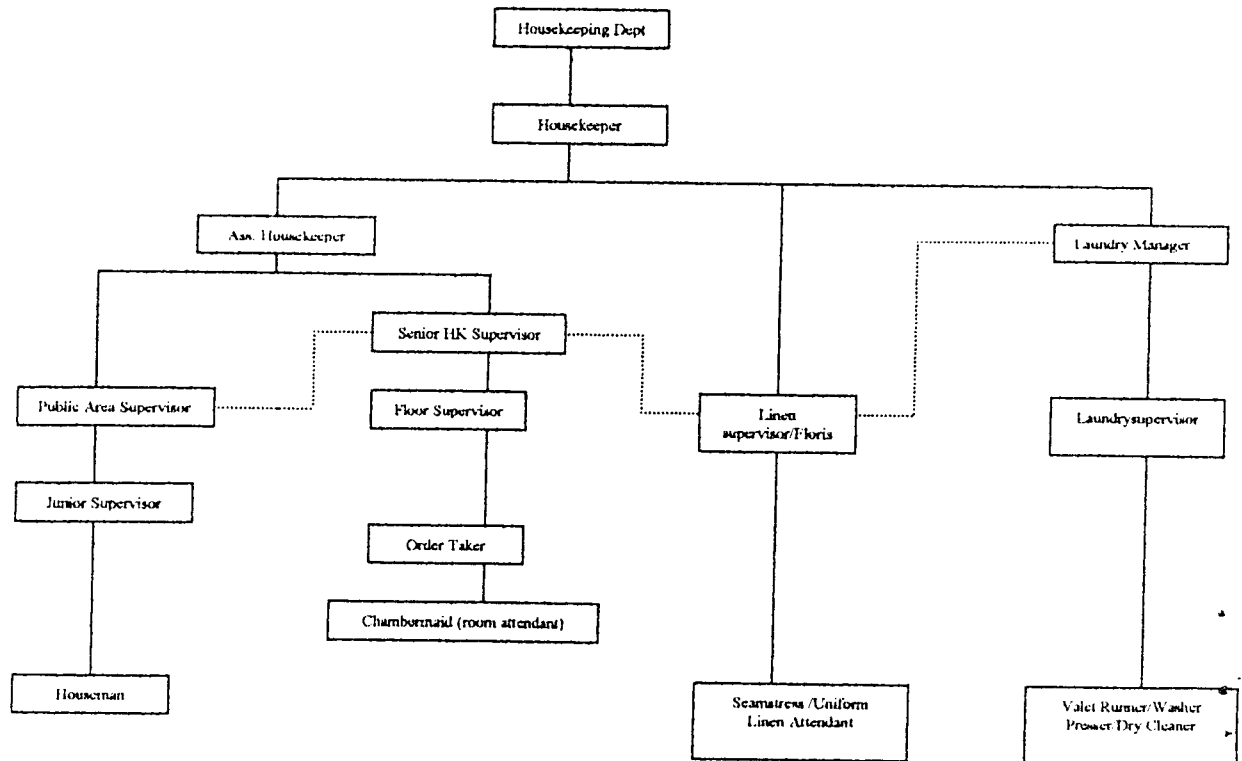 Housekeeping Dept
Housekeeper
Ass. Housekeeper
Laundry Manager
Senior HK Supervisor
Public Area Supervisor
Floor Supervisor
Linen
supervisor/Floris
Laundrysupervisor
Junior Supervisor
Order Taker
Chambermaid (room attendant)
Houseman
Seamstress /Uniform
Linen Attendant
Valet Runner/Washer
Presser/Dry Cleaner